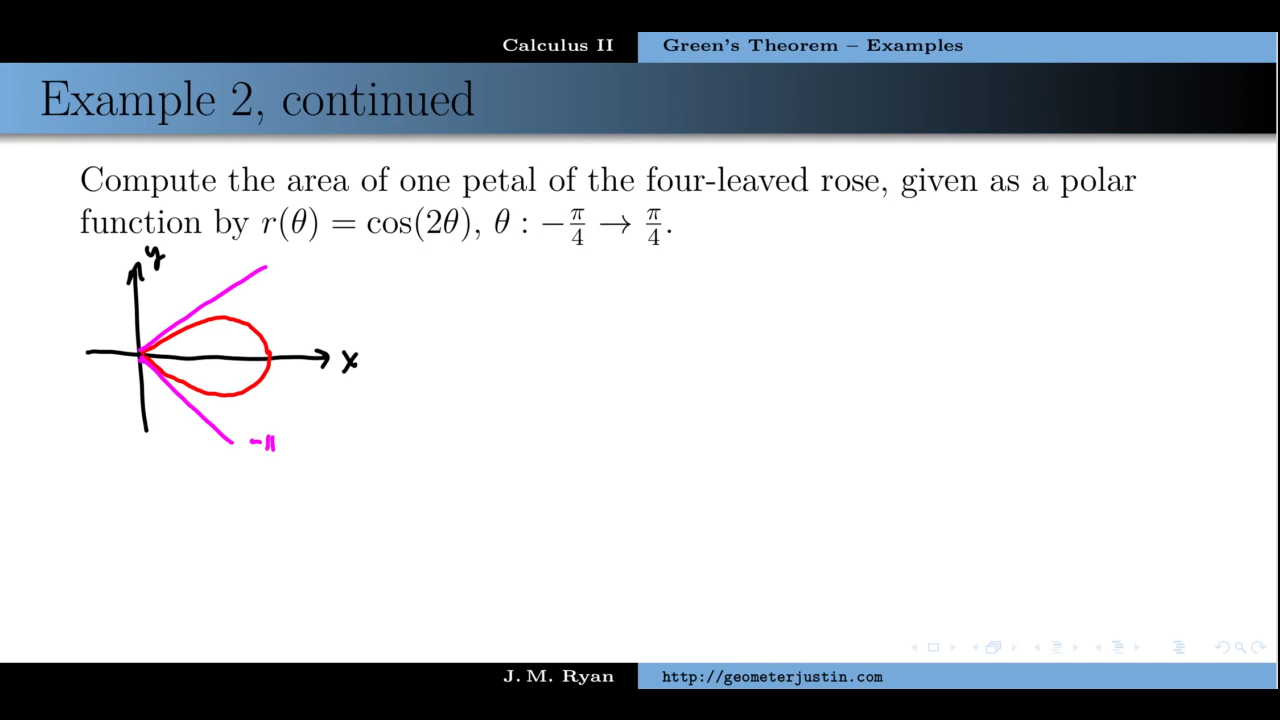 Calculus II
Green's Theorem – Examples
Example 2, continued
Compute the area of one petal of the four-leaved rose, given as a polar
function by r(θ) = cos(2θ), θ : −π/4 → π/4.
y
x
-π
J. M. Ryan
http://geometerjustin.com